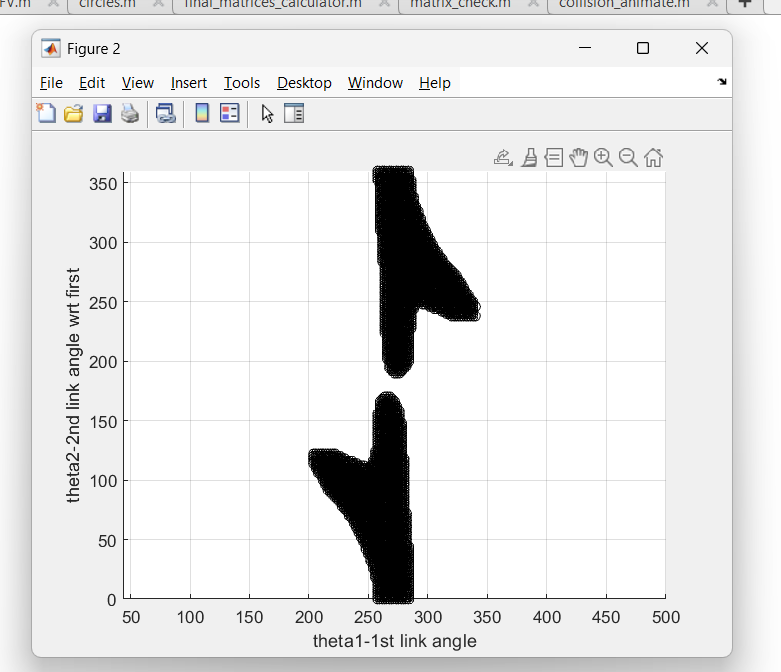 FV.m circles.m final_matrices_calculator.m matrix_check.m collision_animate.m
Figure 2
File Edit View Insert Tools Desktop Window Help
theta2-2nd link angle wrt first
350
300
250
200
150
100
50
0
50 100 150 200 250 300 350 400 450 500
theta1-1st link angle